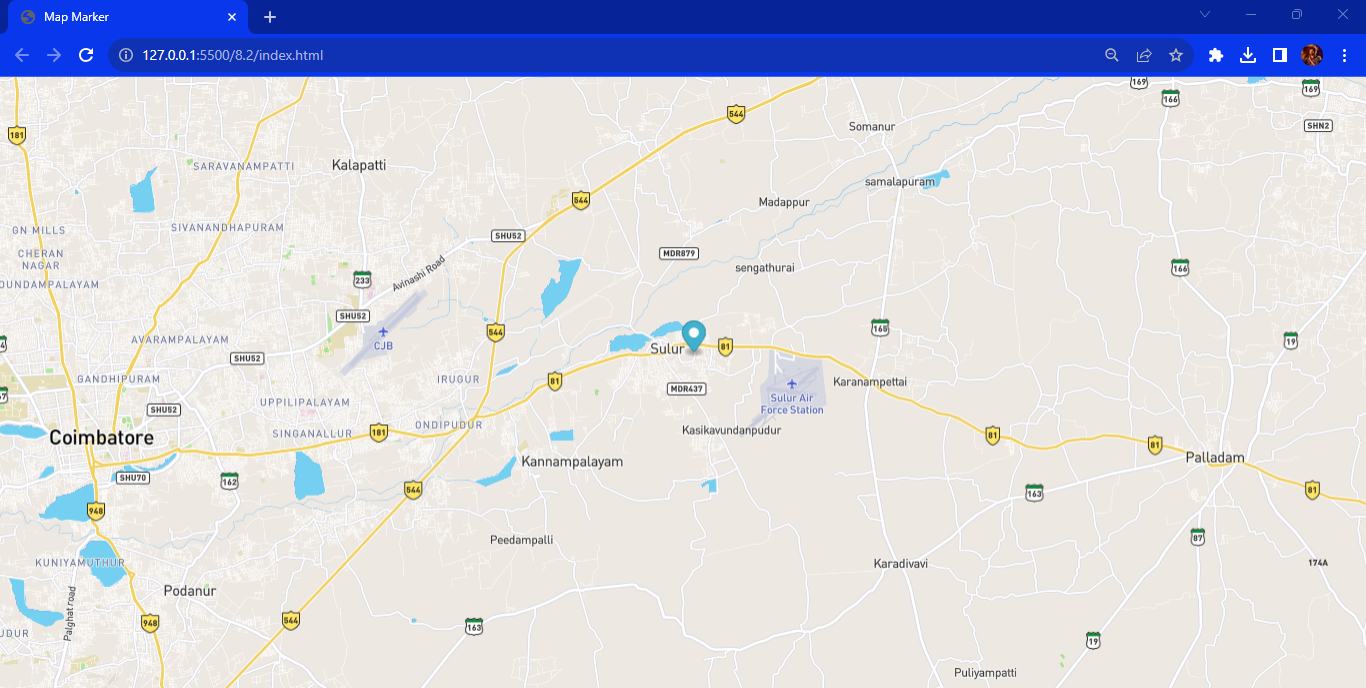 Map Marker
127.0.0.1:5500/8.2/index.html
169
166
169
544
Somanur
SHN2
181
SARAVANAMPATTI
Kalapatti
samalapuram
544
Madappur
GN MILLS
SIVANANDHAPURAM
SHU52
CHERAN
NAGAR
MDR879
sengathurai
166
233
Avinashi Road
OUNDAMPALAYAM
SHU52
165
544
CJB
AVARAMPALAYAM
19
4
Sulur
81
SHU52
GANDHIPURAM
IRUGUR
81
MDR437
Karanampettai
Sulur Air
Force Station
57
UPPILIPALAYAM
SHU52
ONDIPUDUR
SINGANALLUR
181
Kasikavundanpudur
Coimbatore
81
81
Palladam
Kannampalayam
SHU70
162
544
163
81
948
Peedampalli
87
KUNIYAMUTHUR
Karadivavi
174A
Podanur
Palghat road
948
544
163
UDUR
19
Puliyampatti